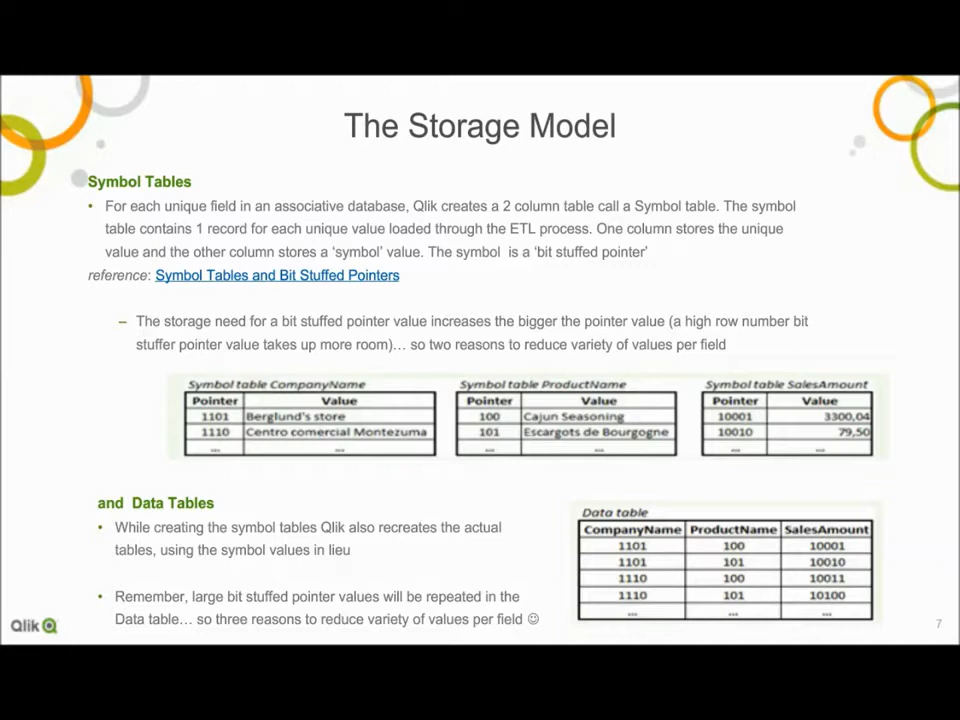 The Storage Model
Symbol Tables
• For each unique field in an associative database, Qlik creates a 2 column table call a Symbol table. The symbol
table contains 1 record for each unique value loaded through the ETL process. One column stores the unique
value and the other column stores a ‘symbol’ value. The symbol is a ‘bit stuffed pointer’
reference: Symbol Tables and Bit Stuffed Pointers
– The storage need for a bit stuffed pointer value increases the bigger the pointer value (a high row number bit
stuffer pointer value takes up more room)… so two reasons to reduce variety of values per field
Symbol table CompanyName
Pointer Value
1101 Berglund's store
1110 Centro comercial Montezuma
... ...
Symbol table ProductName
Pointer Value
100 Cajun Seasoning
101 Escargots de Bourgogne
... ...
Symbol table SalesAmount
Pointer Value
10001 3300,04
10010 79,50
... ...
and Data Tables
• While creating the symbol tables Qlik also recreates the actual
tables, using the symbol values in lieu
• Remember, large bit stuffed pointer values will be repeated in the
Data table… so three reasons to reduce variety of values per field ☺
Data table
CompanyName ProductName SalesAmount
1101 100 10001
1101 101 10010
1110 100 10011
1110 101 10100
... ... ...
Qlik
7